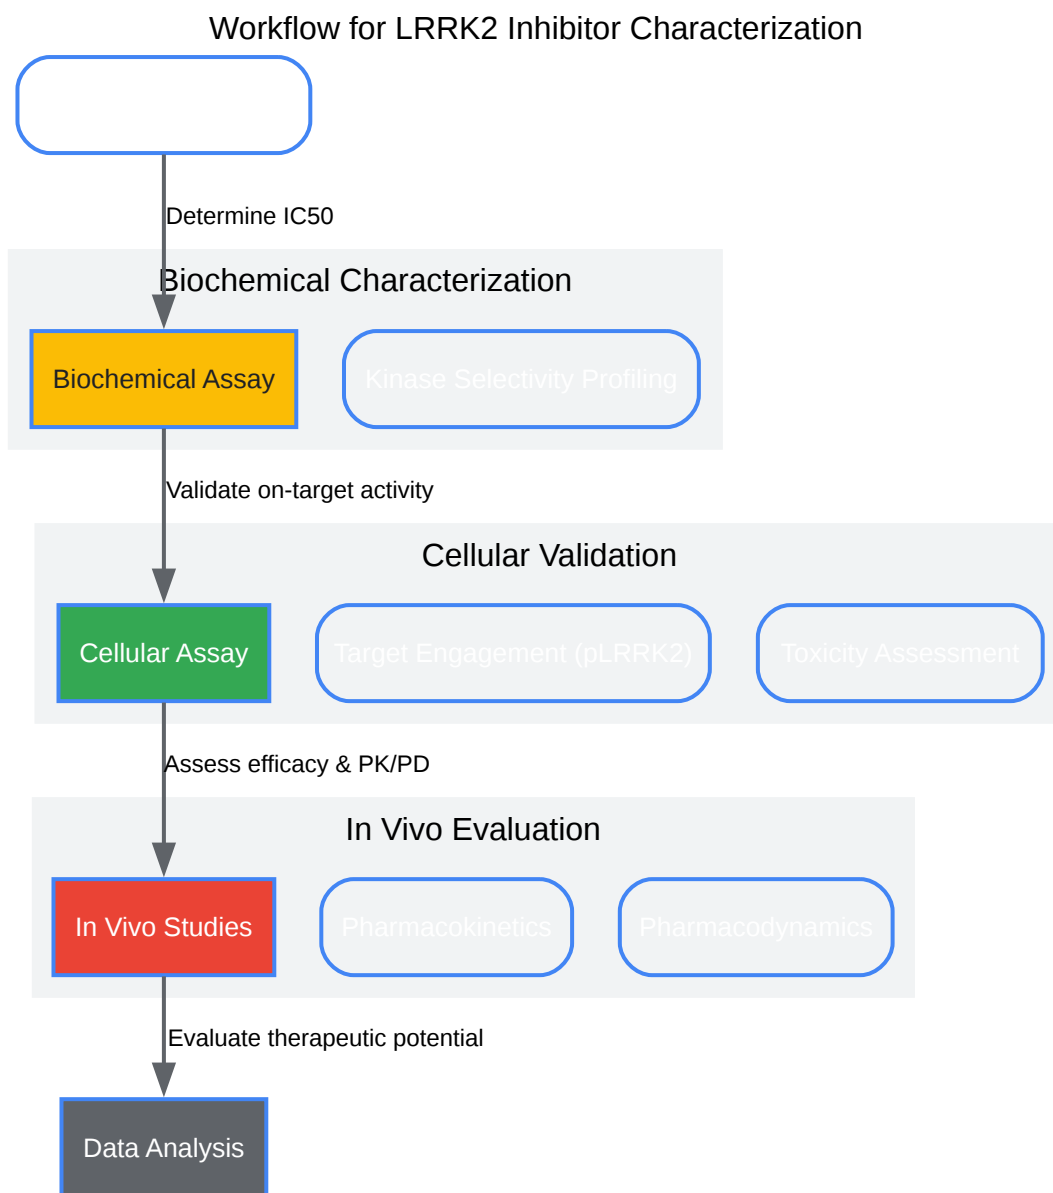 Workflow for LRRK2 Inhibitor Characterization
Determine IC50
Biochemical Characterization
Biochemical Assay
Kinase Selectivity Profiling
Validate on-target activity
Cellular Validation
Cellular Assay
Target Engagement (pLRRK2)
Toxicity Assessment
Assess efficacy & PK/PD
In Vivo Evaluation
In Vivo Studies
Pharmacokinetics
Pharmacodynamics
Evaluate therapeutic potential
Data Analysis